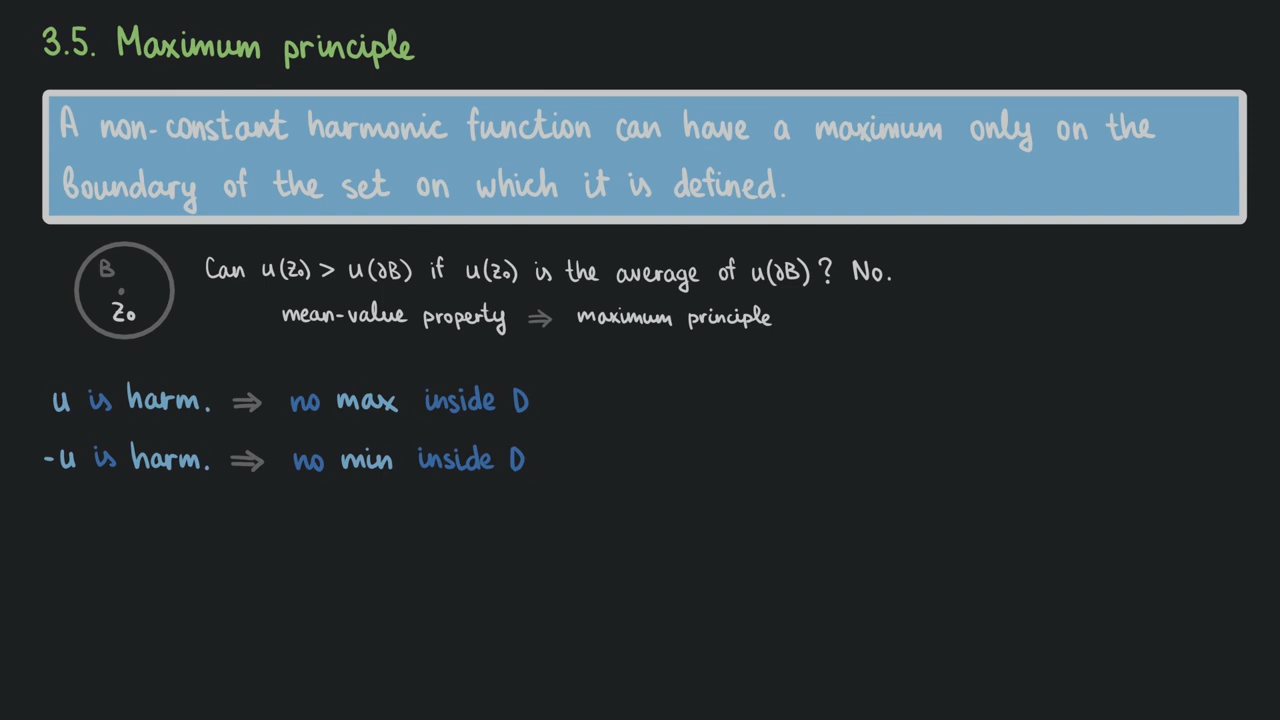 3.5. Maximum principle
A non-constant harmonic function can have a maximum only on the
boundary of the set on which it is defined.
B
z₀
Can u(z₀) > u(∂B) if u(z₀) is the average of u(∂B)? No.
mean-value property ⇒ maximum principle
u is harm. ⇒ no max inside D
-u is harm. ⇒ no min inside D